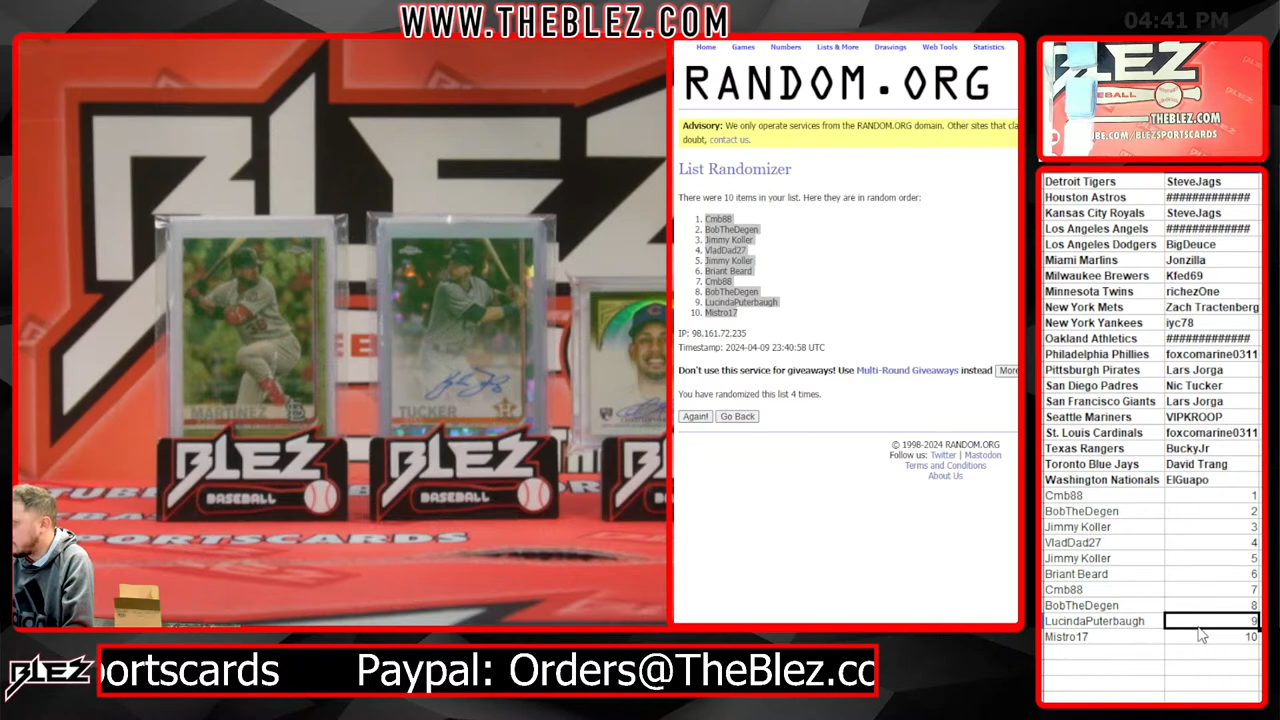 WWW.THEBLEZ.COM
04:41 PM
Home Games Numbers Lists & More Drawings Web Tools Statistics
RANDOM.ORG
Advisory: We only operate services from the RANDOM.ORG domain. Other sites that cla
doubt, contact us.
List Randomizer
There were 10 items in your list. Here they are in random order:
1. Cmb88
2. BobTheDegen
3. Jimmy Koller
4. VladDad27
5. Jimmy Koller
6. Briant Beard
7. Cmb88
8. BobTheDegen
9. LucindaPuterbaugh
10. Mistro17
IP: 98.161.72.235
Timestamp: 2024-04-09 23:40:58 UTC
Don't use this service for giveaways! Use Multi-Round Giveaways instead More
You have randomized this list 4 times.
Again! Go Back
© 1998-2024 RANDOM.ORG
Follow us: Twitter | Mastodon
Terms and Conditions
About Us
MARTINEZ
TUCKER
BLEZ
BASEBALL
BLEZ
BASEBALL
SPORTSCARDS
BLEZ
BASEBALL
THEBLEZ.COM
UBE.COM/BLEZSPORTSCARDS
Detroit Tigers SteveJags
Houston Astros #############
Kansas City Royals SteveJags
Los Angeles Angels #############
Los Angeles Dodgers BigDeuce
Miami Marlins Jonzilla
Milwaukee Brewers Kfed69
Minnesota Twins richezOne
New York Mets Zach Tractenberg
New York Yankees iyc78
Oakland Athletics #############
Philadelphia Phillies foxcomarine0311
Pittsburgh Pirates Lars Jorga
San Diego Padres Nic Tucker
San Francisco Giants Lars Jorga
Seattle Mariners VIPKROOP
St. Louis Cardinals foxcomarine0311
Texas Rangers BuckyJr
Toronto Blue Jays David Trang
Washington Nationals ElGuapo
Cmb88 1
BobTheDegen 2
Jimmy Koller 3
VladDad27 4
Jimmy Koller 5
Briant Beard 6
Cmb88 7
BobTheDegen 8
LucindaPuterbaugh 9
Mistro17 10
BLEZ
portscards Paypal: Orders@TheBlez.co